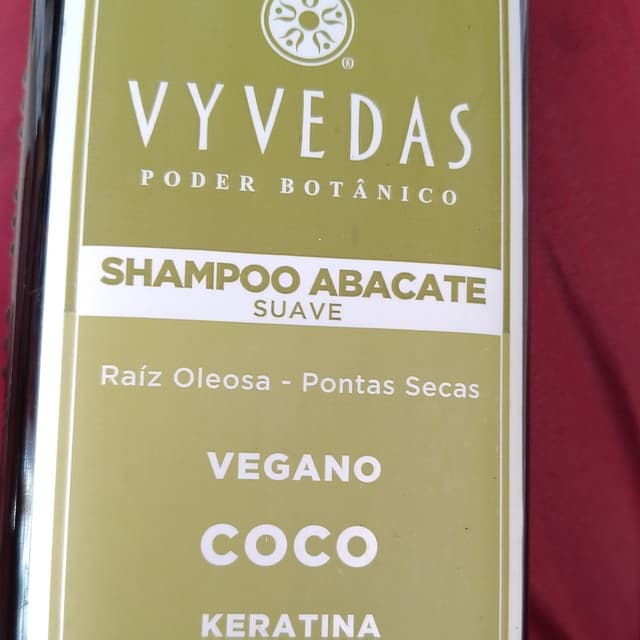 ®
VYVEDAS
PODER BOTÂNICO
SHAMPOO ABACATE
SUAVE
Raíz Oleosa - Pontas Secas
VEGANO
COCO
KERATINA